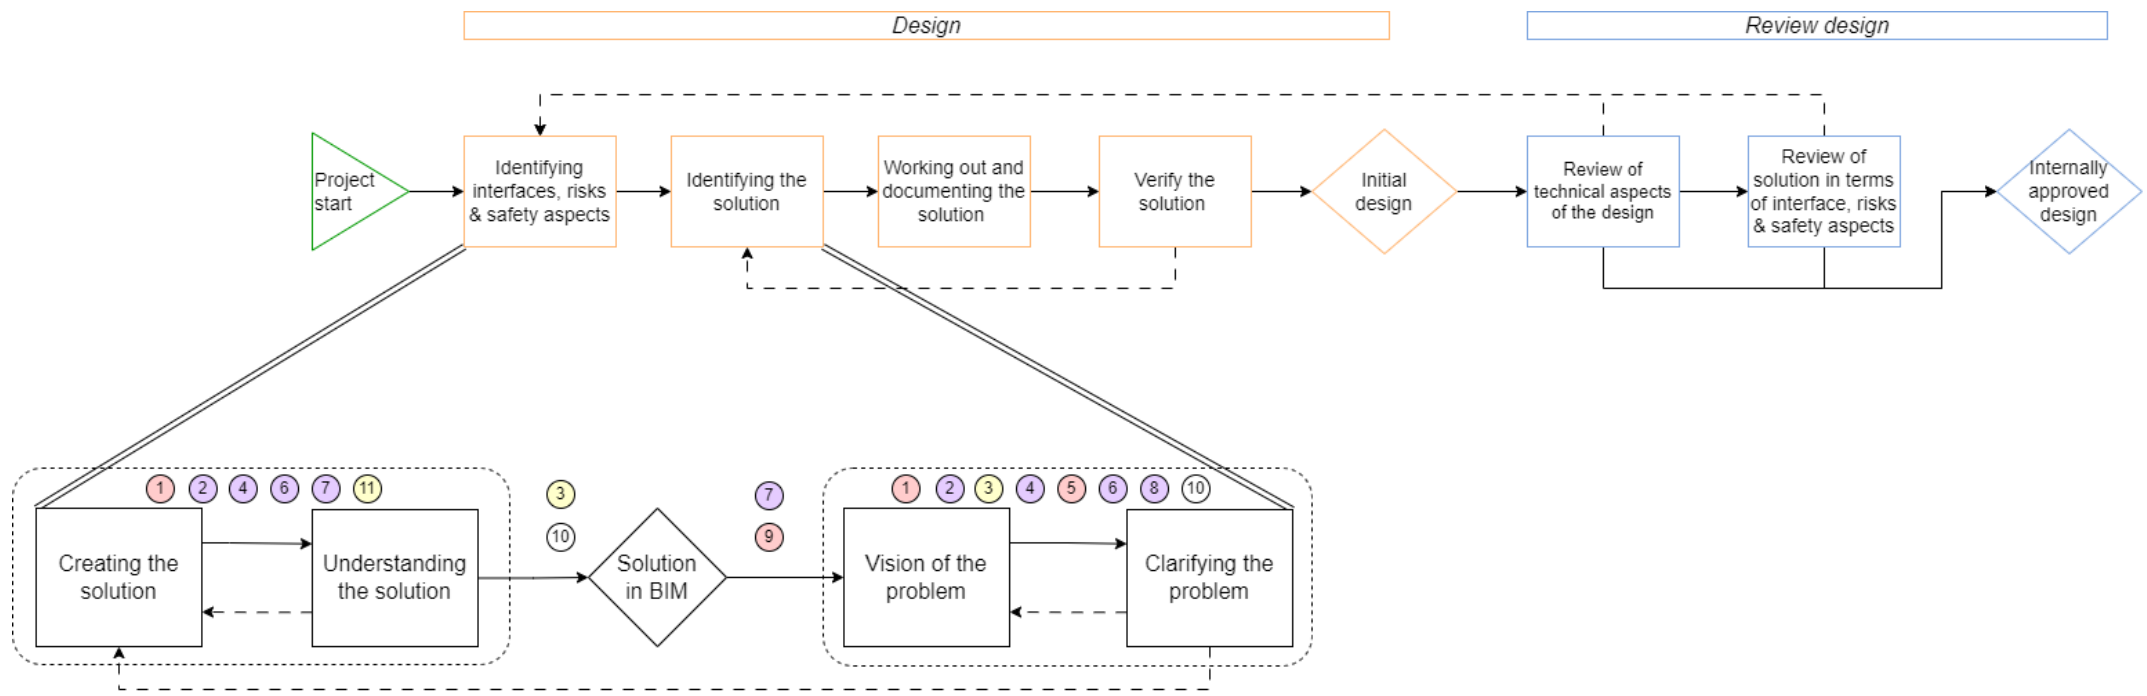 Design
Review design
Project
start
Identifying
interfaces, risks
& safety aspects
Identifying the
solution
Working out and
documenting the
solution
Verify the
solution
Initial
design
Review of
technical aspects
of the design
Review of
solution in terms
of interface, risks
& safety aspects
Internally
approved
design
1 2 4 6 7 11
3
10
7
9
1 2 3 4 5 6 8 10
Creating the
solution
Understanding
the solution
Solution
in BIM
Vision of the
problem
Clarifying the
problem